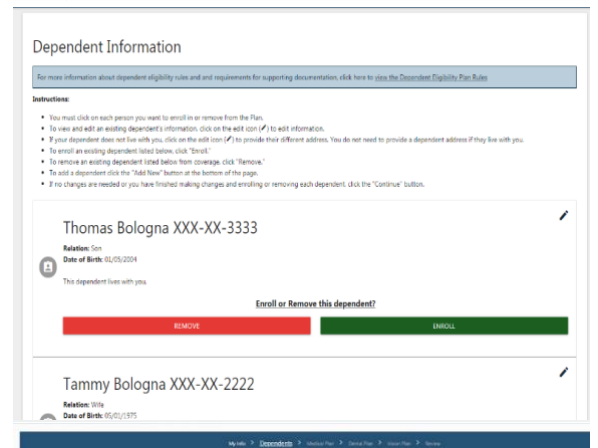 Dependent Information
For more information about dependent eligibility rules and and requirements for supporting documentation, click here to view the Dependent Eligibility Plan Rules
Instructions:
You must click on each person you want to enroll in or remove from the Plan.
To view and edit an existing dependent's information, click on the edit icon () to edit information.
If your dependent does not live with you, click on the edit icon () to provide their different address. You do not need to provide a dependent address if they live with you.
To enroll an existing dependent listed below, click "Enroll."
To remove an existing dependent listed below from coverage, click "Remove."
To add a dependent click the "Add New" button at the bottom of the page.
If no changes are needed or you have finished making changes and enrolling or removing each dependent, click the "Continue" button.
Thomas Bologna XXX-XX-3333
Relation: Son
Date of Birth: 01/05/2004
This dependent lives with you.
Enroll or Remove this dependent?
REMOVE ENROLL
Tammy Bologna XXX-XX-2222
Relation: Wife
Date of Birth: 05/01/1975
My Info > Dependents > Medical Plan > Dental Plan > Vision Plan > Review